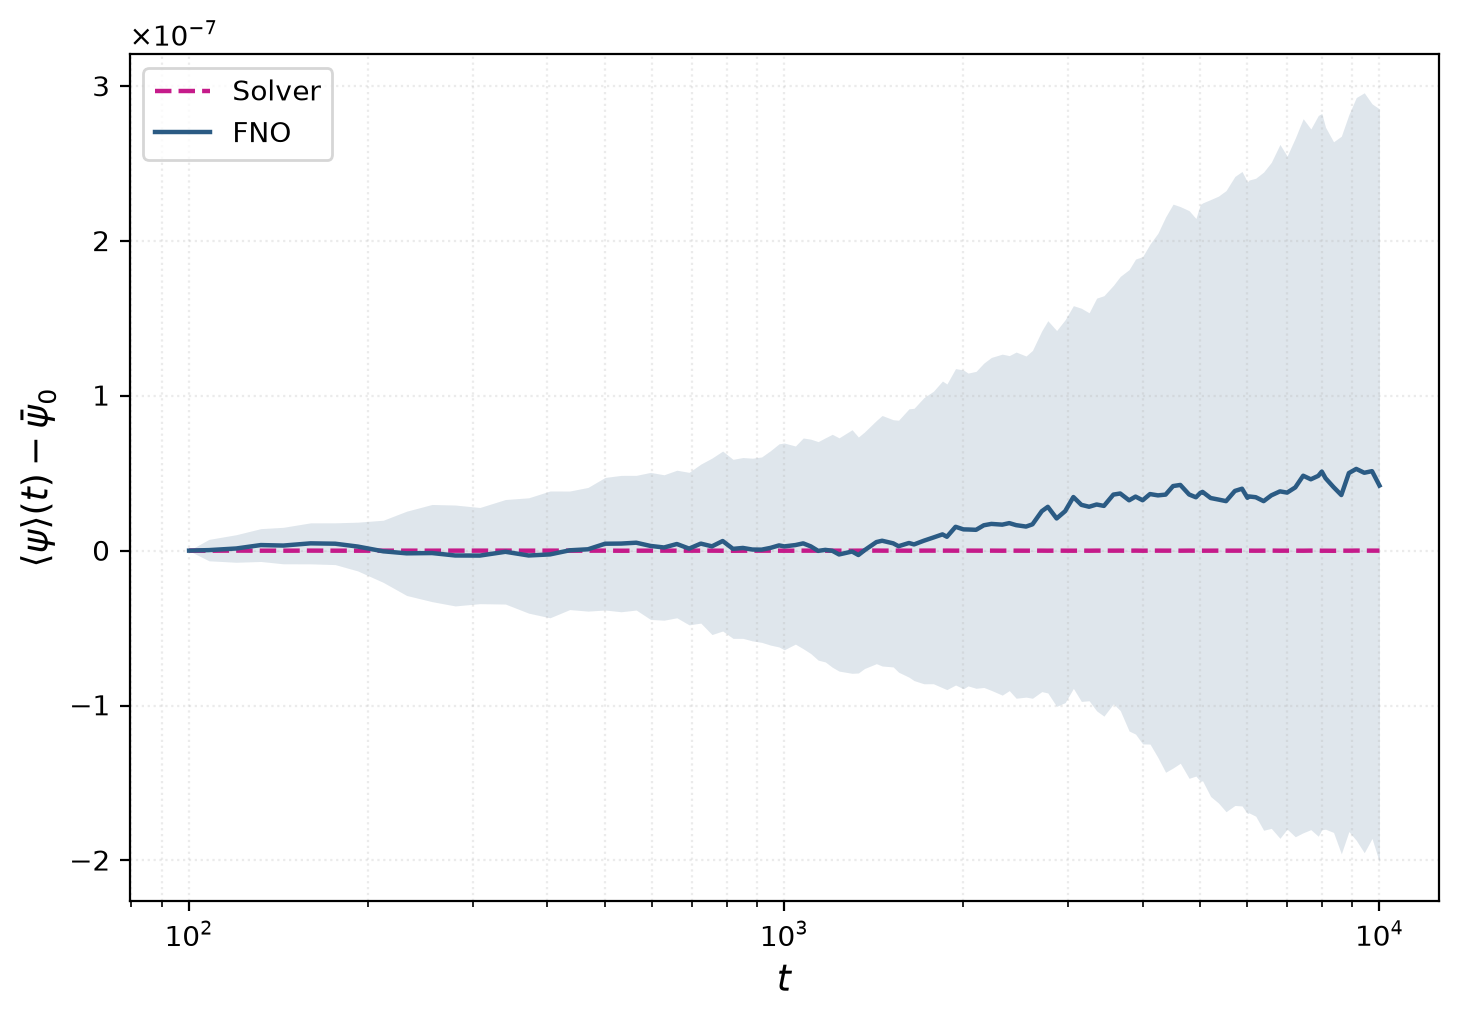 ×10⁻⁷
3
2
1
0
−1
−2
Solver
FNO
⟨ψ⟩(t) − ψ̄₀
10² 10³ 10⁴
t